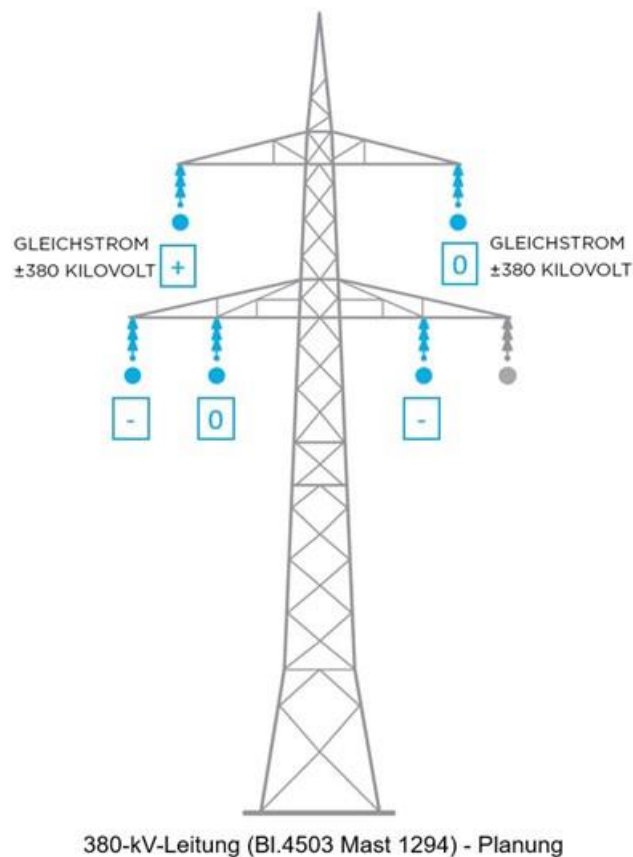 GLEICHSTROM
±380 KILOVOLT
+
0
GLEICHSTROM
±380 KILOVOLT
-
0
-
380-kV-Leitung (Bl.4503 Mast 1294) - Planung